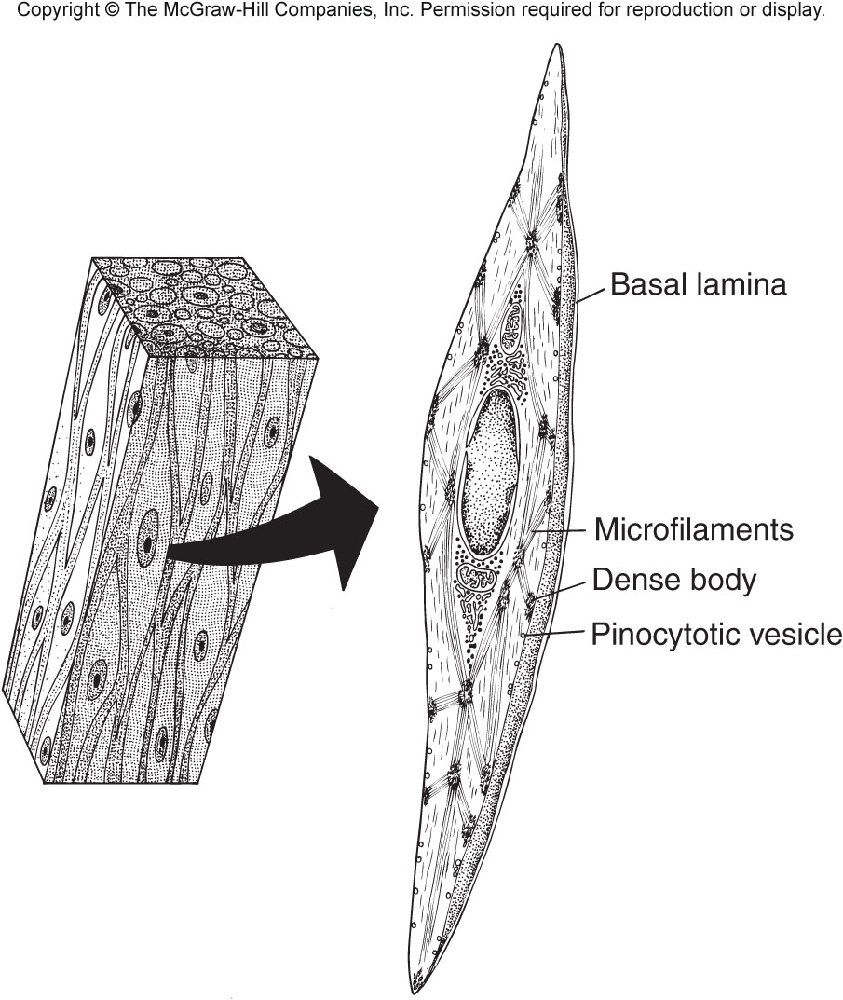 Copyright © The McGraw-Hill Companies, Inc. Permission required for reproduction or display.
Basal lamina
Microfilaments
Dense body
Pinocytotic vesicle